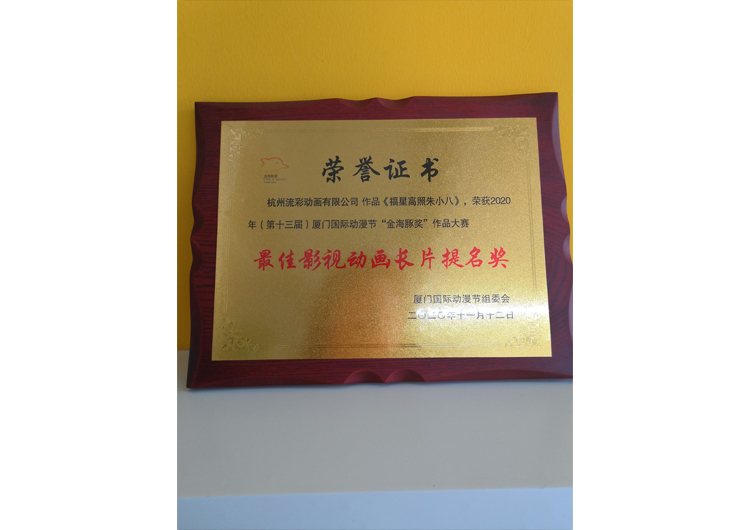 荣誉证书
杭州流彩动画有限公司 作品《福星高照朱小八》，荣获2020
年（第十三届）厦门国际动漫节“金海豚奖”作品大赛
最佳影视动画长片提名奖
厦门国际动漫节组委会
二〇二〇年十一月十二日